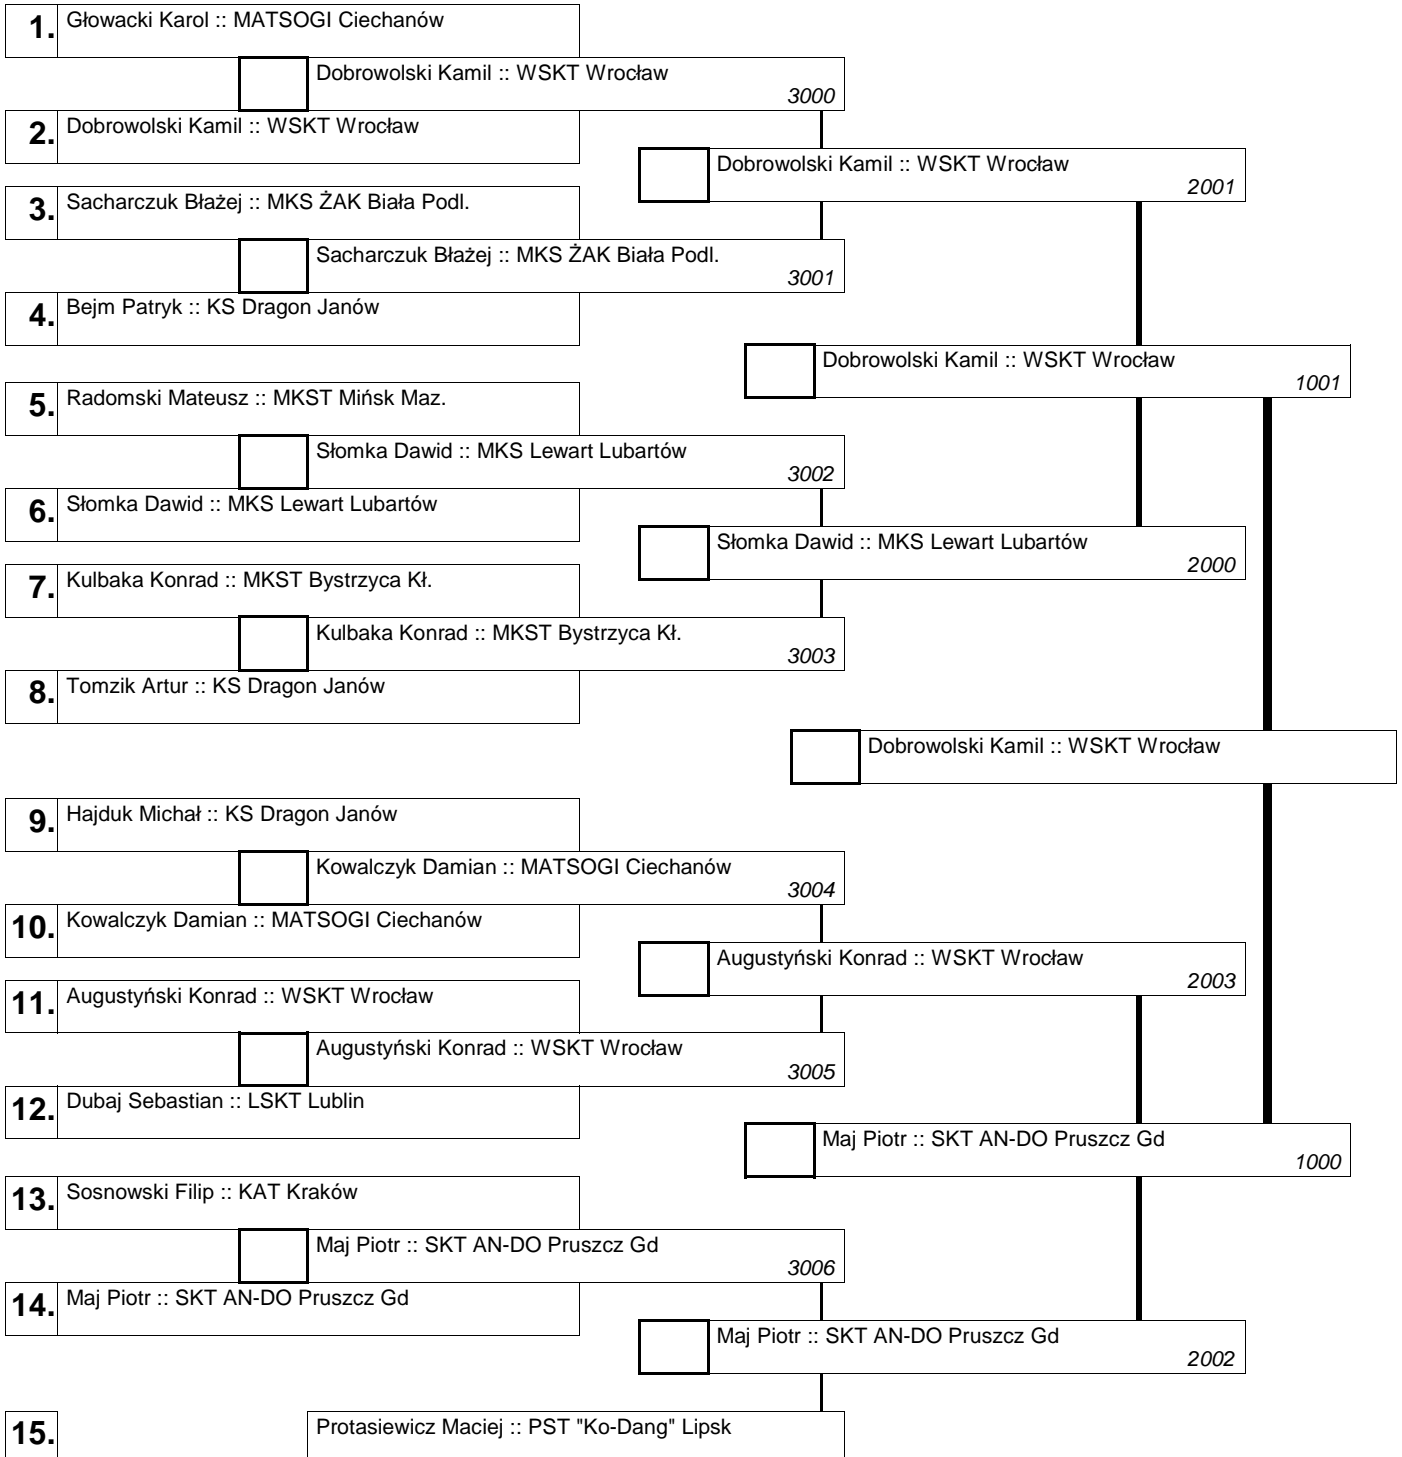 1. Głowacki Karol :: MATSOGI Ciechanów
Dobrowolski Kamil :: WSKT Wrocław
3000
2. Dobrowolski Kamil :: WSKT Wrocław
Dobrowolski Kamil :: WSKT Wrocław
2001
3. Sacharczuk Błażej :: MKS ŻAK Biała Podl.
Sacharczuk Błażej :: MKS ŻAK Biała Podl.
3001
4. Bejm Patryk :: KS Dragon Janów
Dobrowolski Kamil :: WSKT Wrocław
1001
5. Radomski Mateusz :: MKST Mińsk Maz.
Słomka Dawid :: MKS Lewart Lubartów
3002
6. Słomka Dawid :: MKS Lewart Lubartów
Słomka Dawid :: MKS Lewart Lubartów
2000
7. Kulbaka Konrad :: MKST Bystrzyca Kł.
Kulbaka Konrad :: MKST Bystrzyca Kł.
3003
8. Tomzik Artur :: KS Dragon Janów
Dobrowolski Kamil :: WSKT Wrocław
9. Hajduk Michał :: KS Dragon Janów
Kowalczyk Damian :: MATSOGI Ciechanów
3004
10. Kowalczyk Damian :: MATSOGI Ciechanów
Augustyński Konrad :: WSKT Wrocław
2003
11. Augustyński Konrad :: WSKT Wrocław
Augustyński Konrad :: WSKT Wrocław
3005
12. Dubaj Sebastian :: LSKT Lublin
Maj Piotr :: SKT AN-DO Pruszcz Gd
1000
13. Sosnowski Filip :: KAT Kraków
Maj Piotr :: SKT AN-DO Pruszcz Gd
3006
14. Maj Piotr :: SKT AN-DO Pruszcz Gd
Maj Piotr :: SKT AN-DO Pruszcz Gd
2002
15. Protasiewicz Maciej :: PST "Ko-Dang" Lipsk